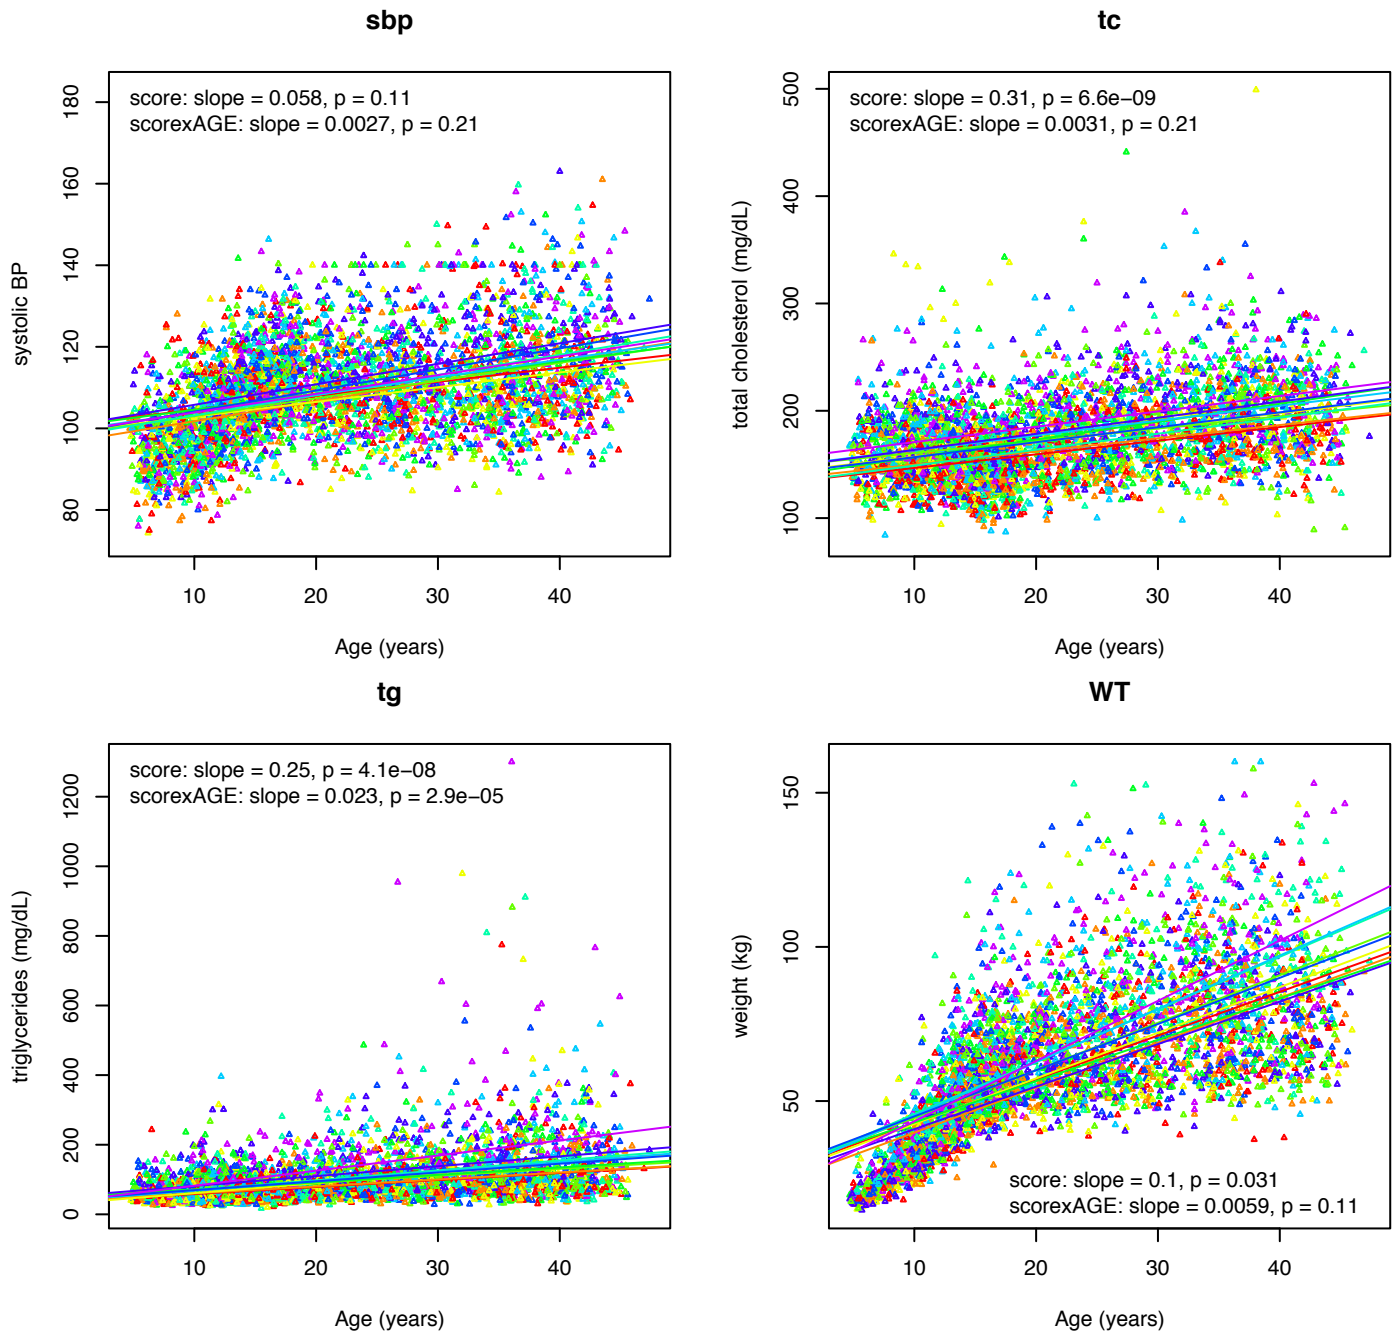 sbp
score: slope = 0.058, p = 0.11
scorexAGE: slope = 0.0027, p = 0.21
systolic BP
180
160
140
120
100
80
10 20 30 40
Age (years)
tc
score: slope = 0.31, p = 6.6e−09
scorexAGE: slope = 0.0031, p = 0.21
total cholesterol (mg/dL)
500
400
300
200
100
10 20 30 40
Age (years)
tg
score: slope = 0.25, p = 4.1e−08
scorexAGE: slope = 0.023, p = 2.9e−05
triglycerides (mg/dL)
1200
1000
800
600
400
200
0
10 20 30 40
Age (years)
WT
weight (kg)
150
100
50
score: slope = 0.1, p = 0.031
scorexAGE: slope = 0.0059, p = 0.11
10 20 30 40
Age (years)